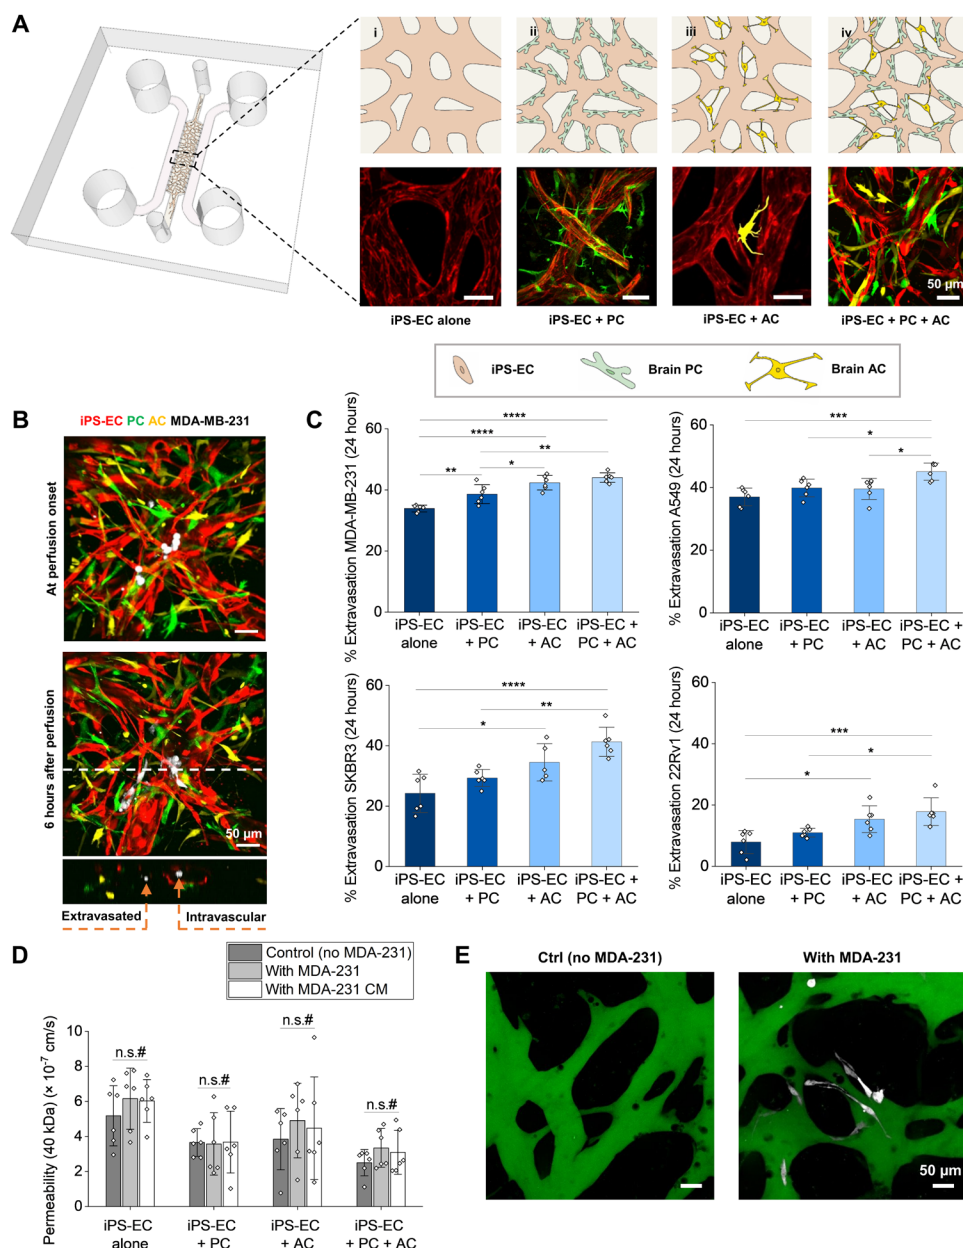 A
i
ii
iii
iv
50 µm
iPS-EC alone
iPS-EC + PC
iPS-EC + AC
iPS-EC + PC + AC
iPS-EC
Brain PC
Brain AC
B
iPS-EC PC AC MDA-MB-231
At perfusion onset
6 hours after perfusion
50 µm
Extravasated
Intravascular
C
% Extravasation MDA-MB-231 (24 hours)
60
40
20
0
****
****
**
**
*
iPS-EC alone
iPS-EC + PC
iPS-EC + AC
iPS-EC + PC + AC
% Extravasation A549 (24 hours)
60
40
20
0
***
*
*
iPS-EC alone
iPS-EC + PC
iPS-EC + AC
iPS-EC + PC + AC
% Extravasation SKBR3 (24 hours)
60
40
20
0
****
**
*
iPS-EC alone
iPS-EC + PC
iPS-EC + AC
iPS-EC + PC + AC
% Extravasation 22Rv1 (24 hours)
60
40
20
0
***
*
*
iPS-EC alone
iPS-EC + PC
iPS-EC + AC
iPS-EC + PC + AC
D
Control (no MDA-231)
With MDA-231
With MDA-231 CM
Permeability (40 kDa) (× 10⁻⁷ cm/s)
10
8
6
4
2
0
n.s.#
n.s.#
n.s.#
n.s.#
iPS-EC alone
iPS-EC + PC
iPS-EC + AC
iPS-EC + PC + AC
E
Ctrl (no MDA-231)
With MDA-231
50 µm